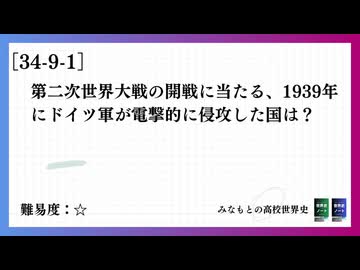 [34-9-1]
第二次世界大戦の開戦に当たる、1939年
にドイツ軍が電撃的に侵攻した国は？
難易度：☆
みなもとの高校世界史